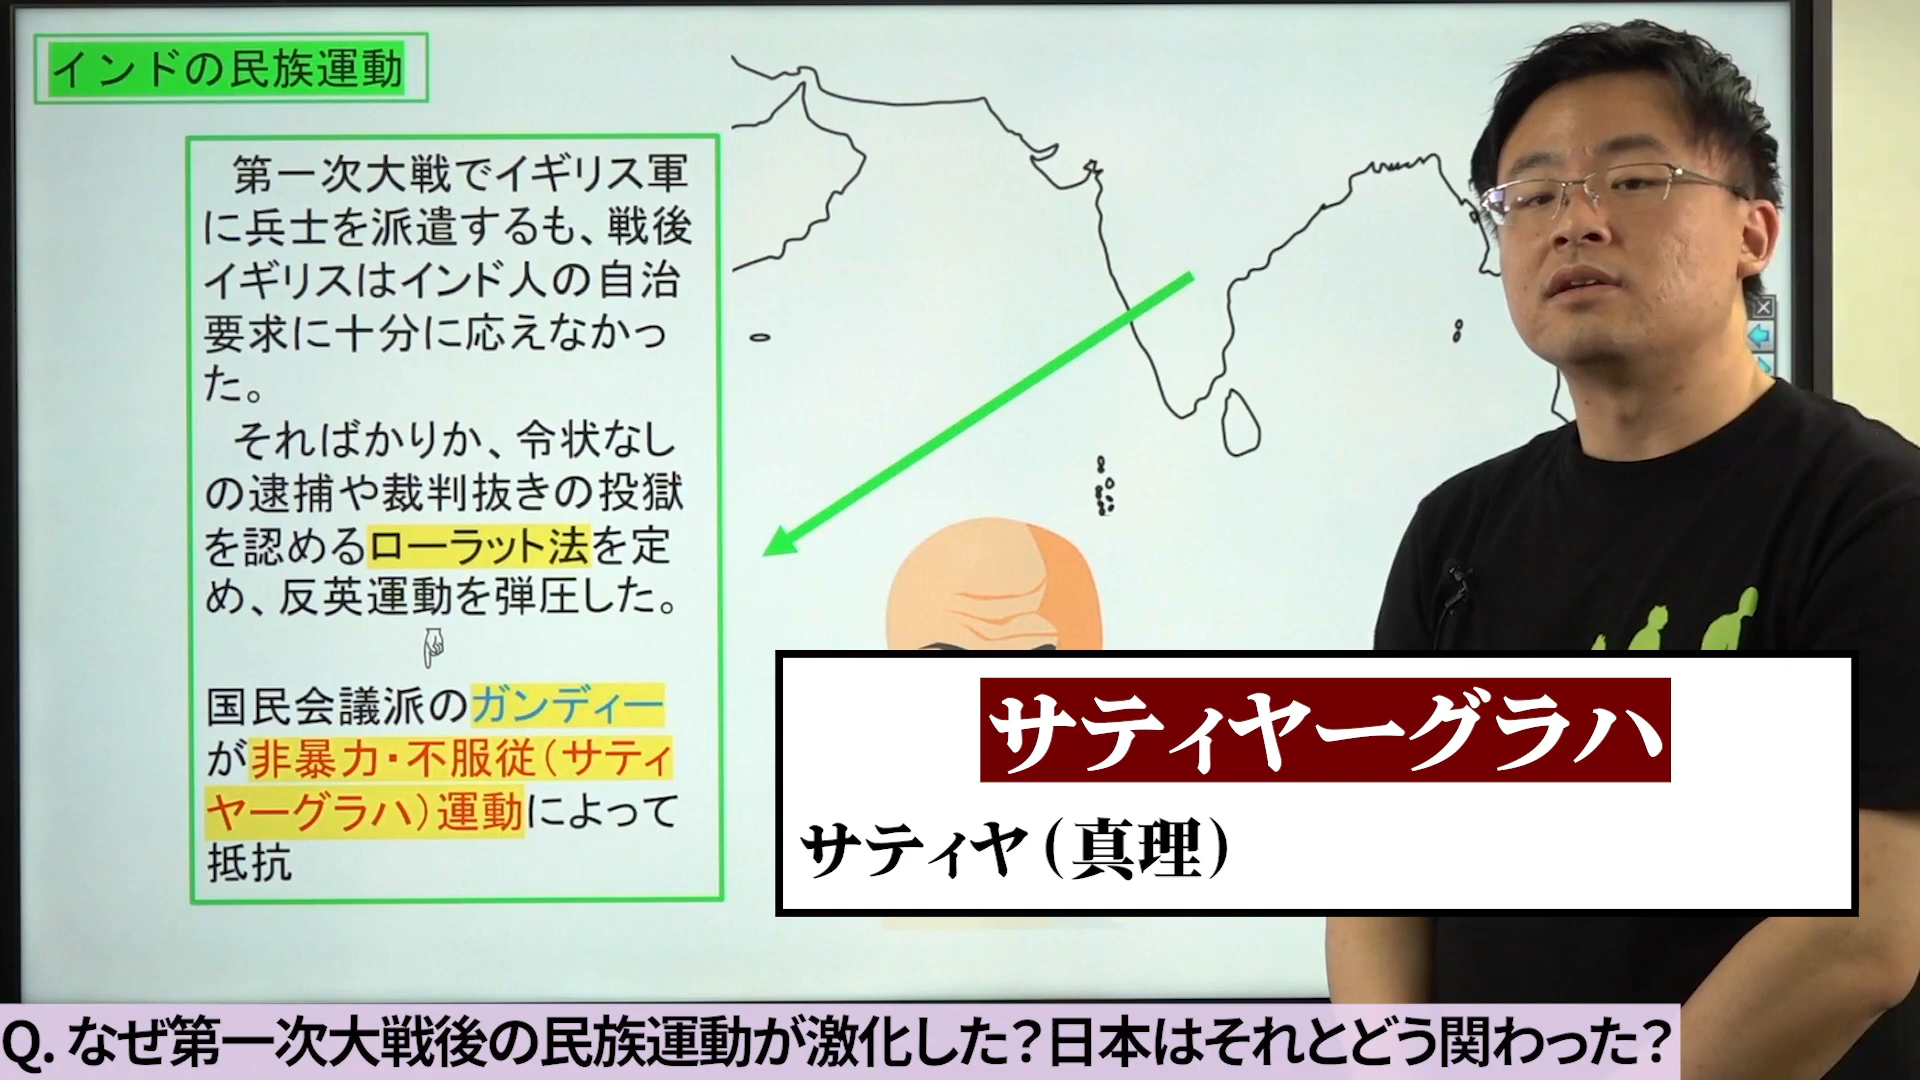 インドの民族運動
第一次大戦でイギリス軍
に兵士を派遣するも、戦後
イギリスはインド人の自治
要求に十分に応えなかっ
た。
そればかりか、令状なし
の逮捕や裁判抜きの投獄
を認めるローラット法を定
め、反英運動を弾圧した。
国民会議派のガンディー
が非暴力・不服従（サティ
ヤーグラハ）運動によって
抵抗
サティヤーグラハ
サティヤ（真理）
Q. なぜ第一次大戦後の民族運動が激化した？日本はそれとどう関わった？